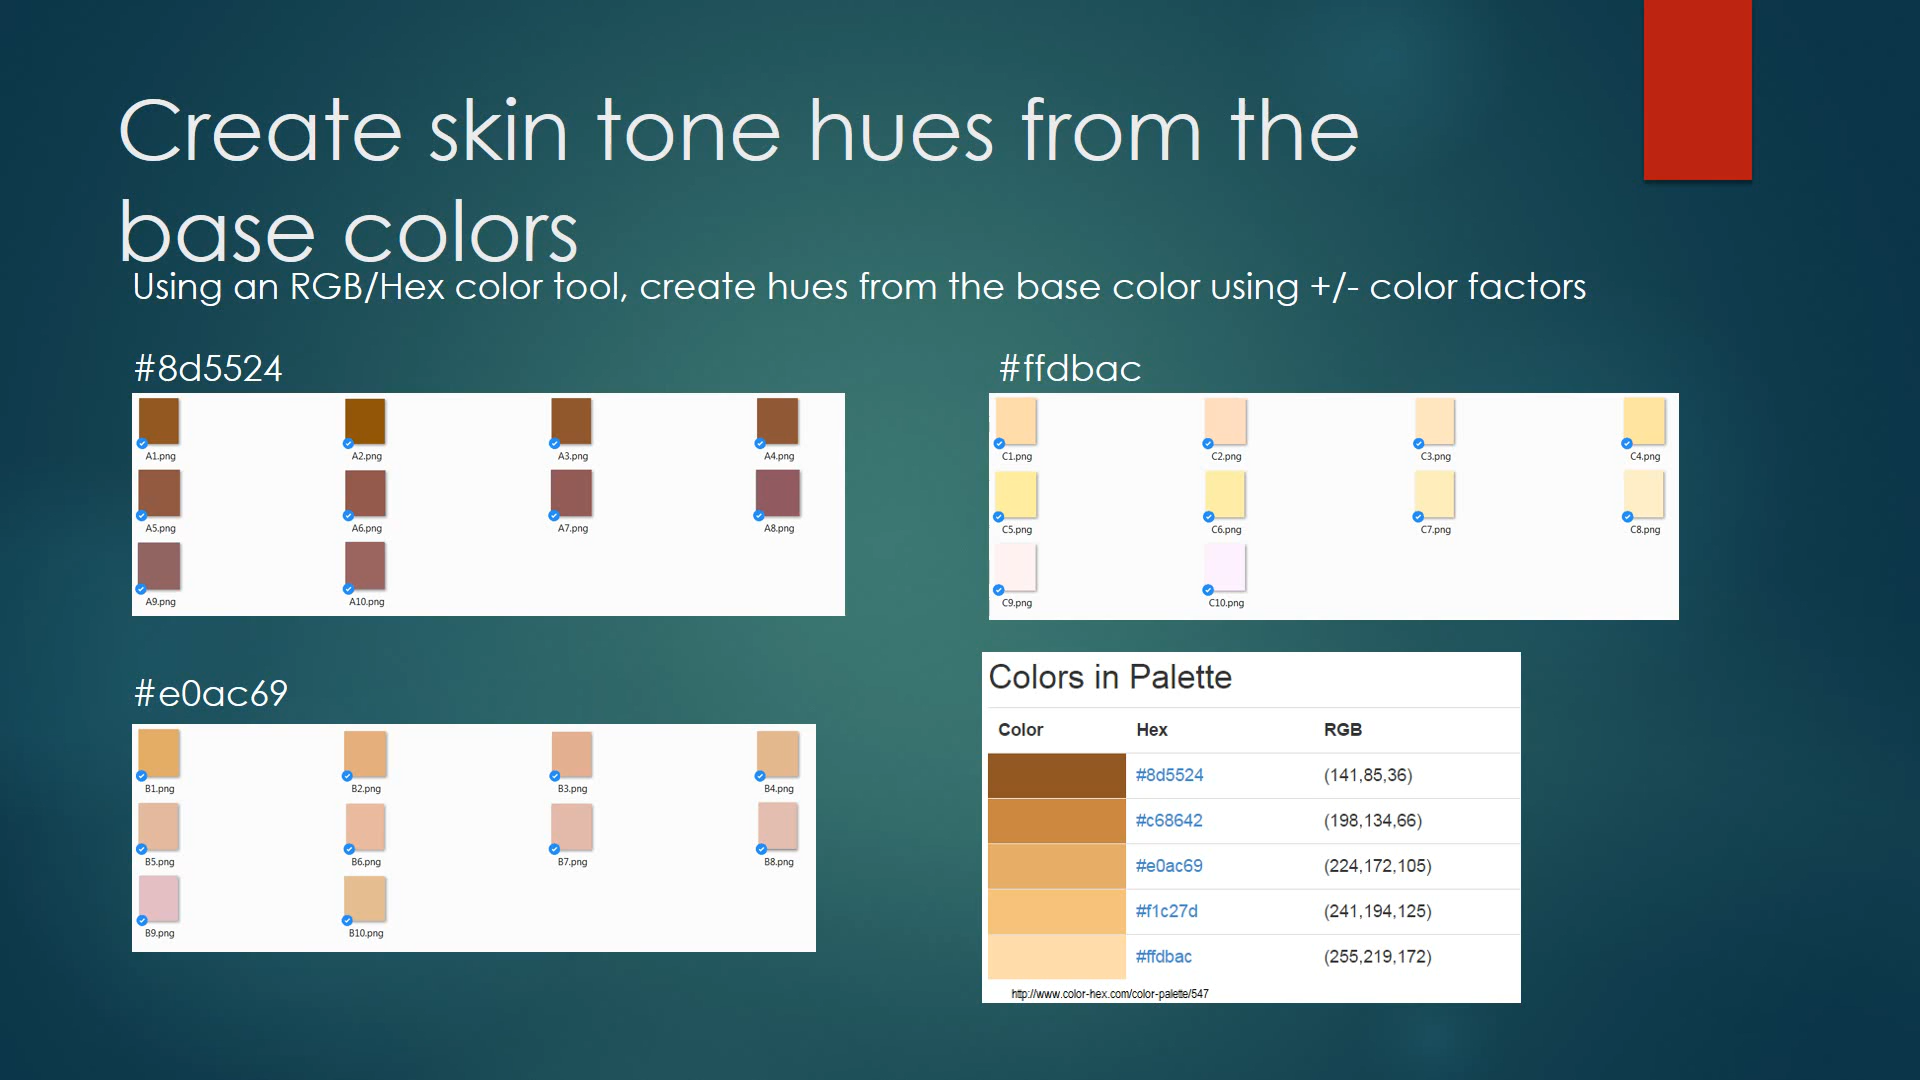 Create skin tone hues from the
base colors
Using an RGB/Hex color tool, create hues from the base color using +/- color factors
#8d5524
A1.png A2.png A3.png A4.png
A5.png A6.png A7.png A8.png
A9.png A10.png
#ffdbac
C1.png C2.png C3.png C4.png
C5.png C6.png C7.png C8.png
C9.png C10.png
#e0ac69
B1.png B2.png B3.png B4.png
B5.png B6.png B7.png B8.png
B9.png B10.png
Colors in Palette
Color Hex RGB
#8d5524 (141,85,36)
#c68642 (198,134,66)
#e0ac69 (224,172,105)
#f1c27d (241,194,125)
#ffdbac (255,219,172)
http://www.color-hex.com/color-palette/547